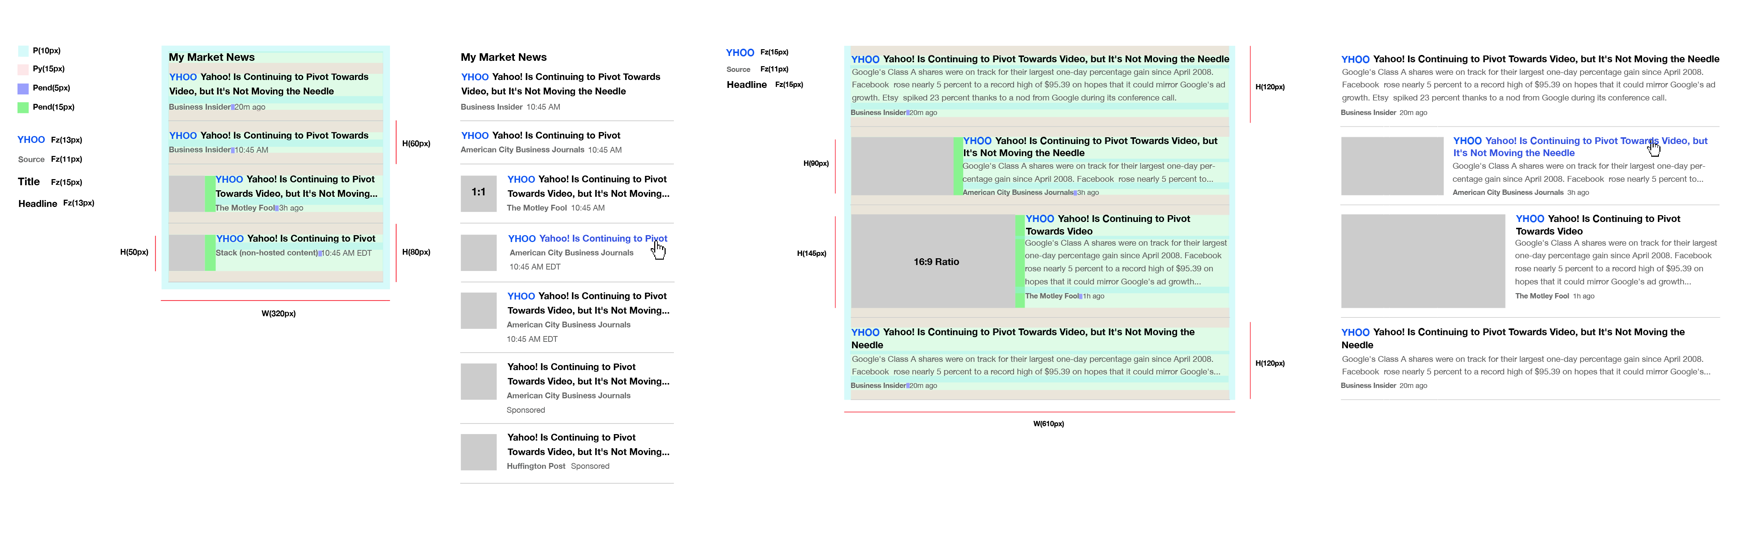 P(10px)
Py(15px)
Pend(5px)
Pend(15px)
YHOO Fz(13px)
Source Fz(11px)
Title Fz(15px)
Headline Fz(13px)
H(50px)
My Market News
YHOO Yahoo! Is Continuing to Pivot Towards
Video, but It's Not Moving the Needle
Business Insider 20m ago
YHOO Yahoo! Is Continuing to Pivot Towards
Business Insider 10:45 AM
YHOO Yahoo! Is Continuing to Pivot
Towards Video, but It's Not Moving...
The Motley Fool 3h ago
YHOO Yahoo! Is Continuing to Pivot
Stack (non-hosted content) 10:45 AM EDT
H(60px)
H(80px)
W(320px)
My Market News
YHOO Yahoo! Is Continuing to Pivot Towards
Video, but It's Not Moving the Needle
Business Insider 10:45 AM
YHOO Yahoo! Is Continuing to Pivot
American City Business Journals 10:45 AM
1:1
YHOO Yahoo! Is Continuing to Pivot
Towards Video, but It's Not Moving...
The Motley Fool 10:45 AM
YHOO Yahoo! Is Continuing to Pivot
American City Business Journals
10:45 AM EDT
YHOO Yahoo! Is Continuing to Pivot
Towards Video, but It's Not Moving...
American City Business Journals
10:45 AM EDT
Yahoo! Is Continuing to Pivot
Towards Video, but It's Not Moving...
American City Business Journals
Sponsored
Yahoo! Is Continuing to Pivot
Towards Video, but It's Not Moving...
Huffington Post Sponsored
YHOO Fz(15px)
Source Fz(11px)
Headline Fz(15px)
H(90px)
H(145px)
YHOO Yahoo! Is Continuing to Pivot Towards Video, but It's Not Moving the Needle
Google's Class A shares were on track for their largest one-day percentage gain since April 2008.
Facebook rose nearly 5 percent to a record high of $95.39 on hopes that it could mirror Google's ad
growth. Etsy spiked 23 percent thanks to a nod from Google during its conference call.
Business Insider 20m ago
YHOO Yahoo! Is Continuing to Pivot Towards Video, but
It's Not Moving the Needle
Google's Class A shares were on track for their largest one-day per-
centage gain since April 2008. Facebook rose nearly 5 percent to...
American City Business Journals 3h ago
16:9 Ratio
YHOO Yahoo! Is Continuing to Pivot
Towards Video
Google's Class A shares were on track for their largest
one-day percentage gain since April 2008. Facebook
rose nearly 5 percent to a record high of $95.39 on
hopes that it could mirror Google's ad growth...
The Motley Fool 1h ago
YHOO Yahoo! Is Continuing to Pivot Towards Video, but It's Not Moving the
Needle
Google's Class A shares were on track for their largest one-day percentage gain since April 2008.
Facebook rose nearly 5 percent to a record high of $95.39 on hopes that it could mirror Google's...
Business Insider 20m ago
H(120px)
H(120px)
W(610px)
YHOO Yahoo! Is Continuing to Pivot Towards Video, but It's Not Moving the Needle
Google's Class A shares were on track for their largest one-day percentage gain since April 2008.
Facebook rose nearly 5 percent to a record high of $95.39 on hopes that it could mirror Google's ad
growth. Etsy spiked 23 percent thanks to a nod from Google during its conference call.
Business Insider 20m ago
YHOO Yahoo! Is Continuing to Pivot Towards Video, but
It's Not Moving the Needle
Google's Class A shares were on track for their largest one-day per-
centage gain since April 2008. Facebook rose nearly 5 percent to...
American City Business Journals 3h ago
YHOO Yahoo! Is Continuing to Pivot
Towards Video
Google's Class A shares were on track for their largest
one-day percentage gain since April 2008. Facebook
rose nearly 5 percent to a record high of $95.39 on
hopes that it could mirror Google's ad growth...
The Motley Fool 1h ago
YHOO Yahoo! Is Continuing to Pivot Towards Video, but It's Not Moving the
Needle
Google's Class A shares were on track for their largest one-day percentage gain since April 2008.
Facebook rose nearly 5 percent to a record high of $95.39 on hopes that it could mirror Google's...
Business Insider 20m ago